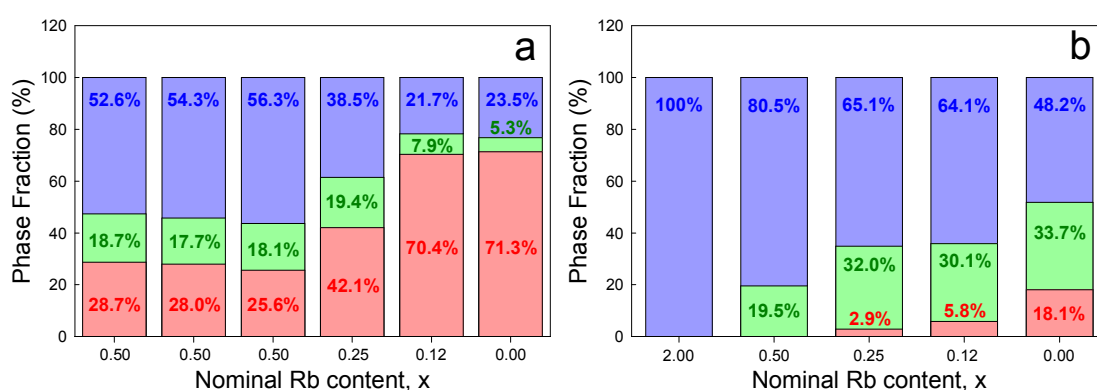 a
Phase Fraction (%)
120
100
80
60
40
20
0
52.6% 54.3% 56.3% 38.5% 21.7% 23.5%
18.7% 17.7% 18.1% 19.4% 7.9% 5.3%
28.7% 28.0% 25.6% 42.1% 70.4% 71.3%
0.50 0.50 0.50 0.25 0.12 0.00
Nominal Rb content, x
b
Phase Fraction (%)
120
100
80
60
40
20
0
100% 80.5% 65.1% 64.1% 48.2%
19.5% 32.0% 30.1% 33.7%
2.9% 5.8% 18.1%
2.00 0.50 0.25 0.12 0.00
Nominal Rb content, x